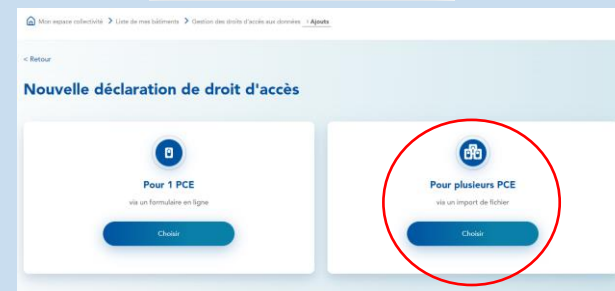 Mon espace collectivité > Liste de mes bâtiments > Gestion des droits d'accès aux données > Ajouts
< Retour
Nouvelle déclaration de droit d'accès
Pour 1 PCE
via un formulaire en ligne
Choisir
Pour plusieurs PCE
via un import de fichier
Choisir